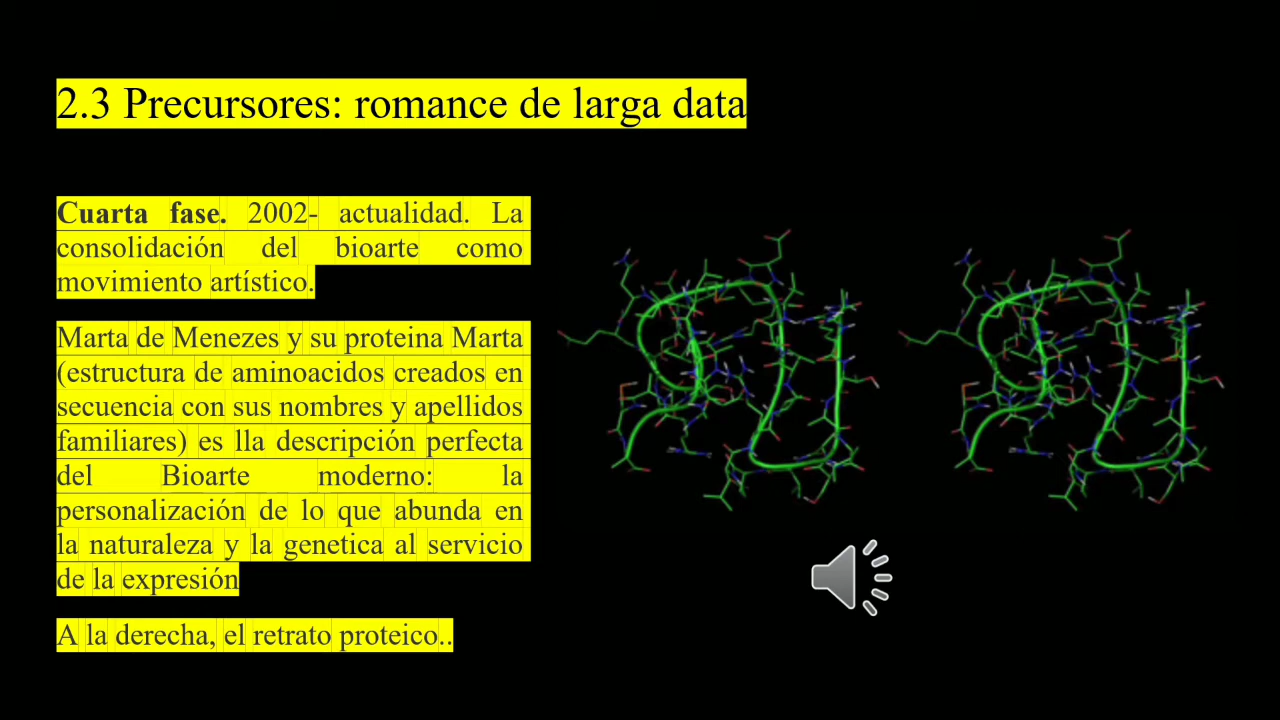 2.3 Precursores: romance de larga data
Cuarta fase. 2002- actualidad. La
consolidación del bioarte como
movimiento artístico.
Marta de Menezes y su proteina Marta
(estructura de aminoacidos creados en
secuencia con sus nombres y apellidos
familiares) es lla descripción perfecta
del Bioarte moderno: la
personalización de lo que abunda en
la naturaleza y la genetica al servicio
de la expresión
A la derecha, el retrato proteico..